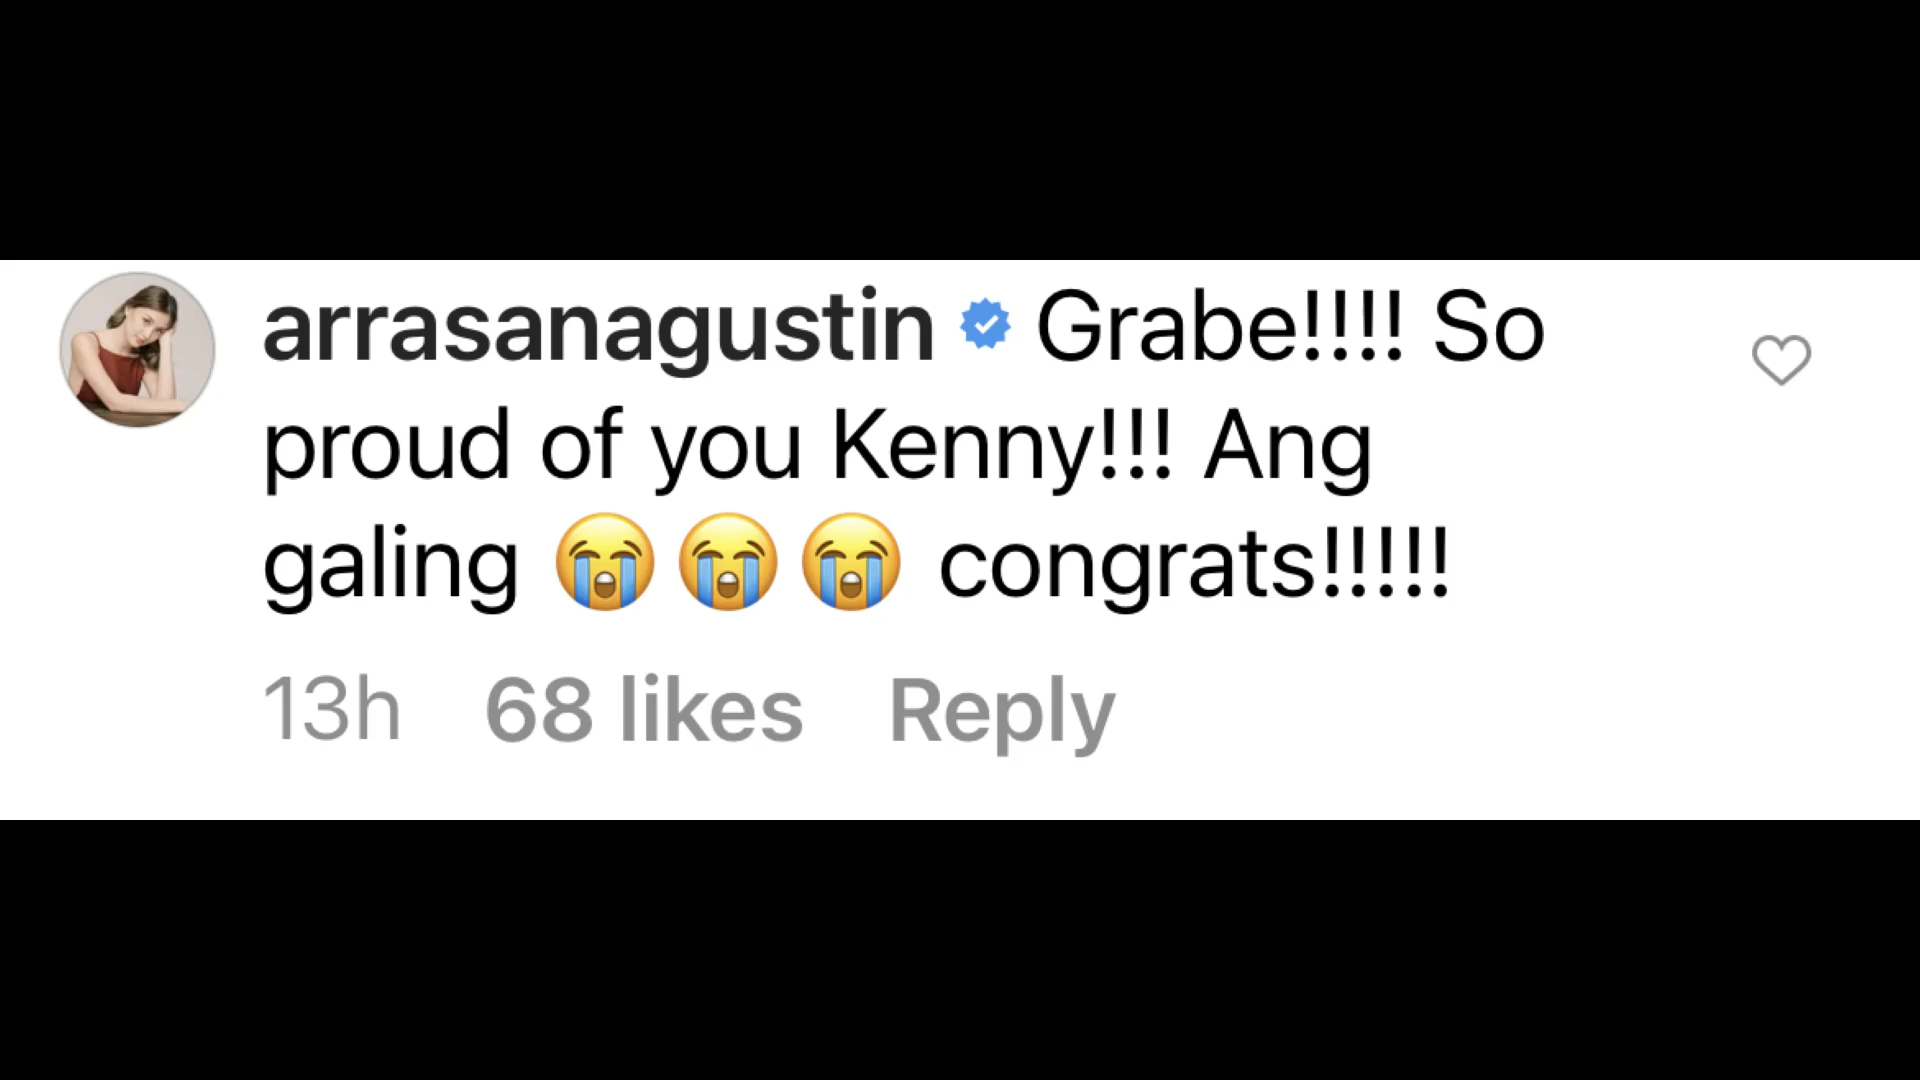 arrasanagustin Grabe!!!! So
proud of you Kenny!!! Ang
galing 😭😭😭 congrats!!!!!
13h 68 likes Reply